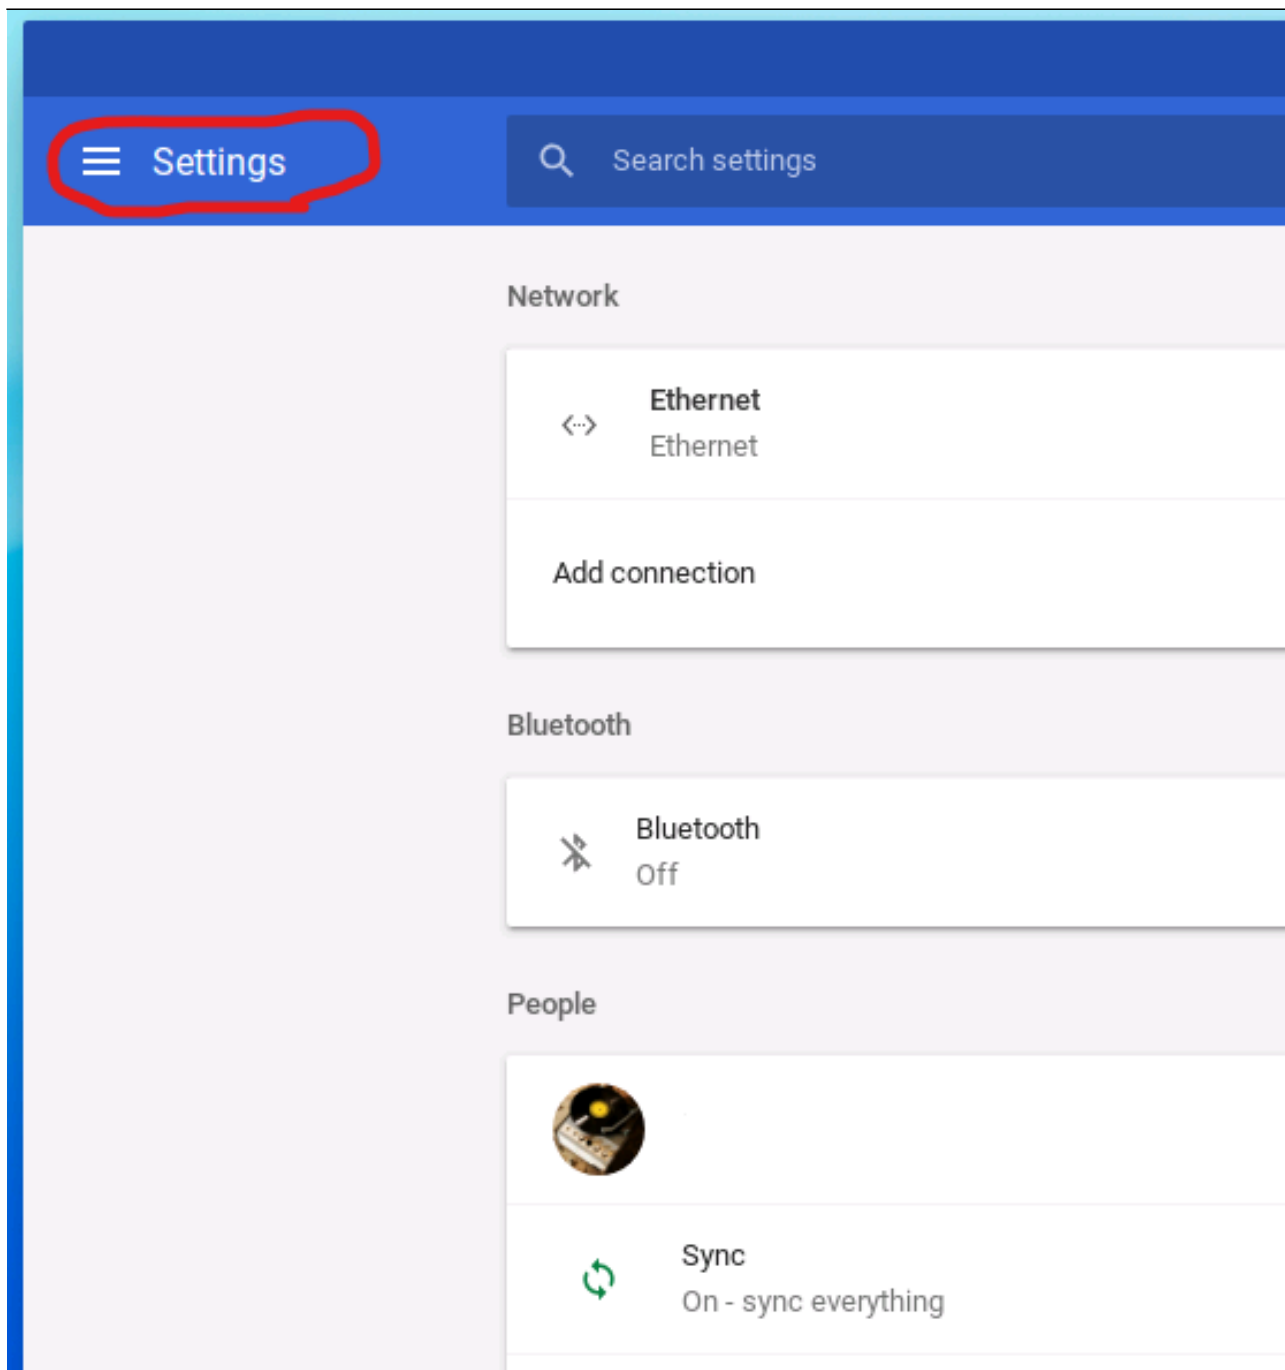 Settings
Search settings
Network
Ethernet
Ethernet
Add connection
Bluetooth
Bluetooth
Off
People
Sync
On - sync everything